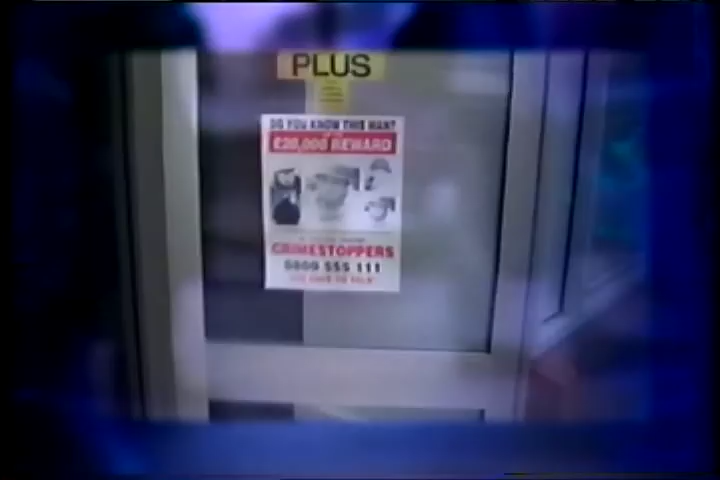 PLUS
DO YOU KNOW THIS MAN?
£20,000 REWARD
CRIMESTOPPERS
0800 555 111